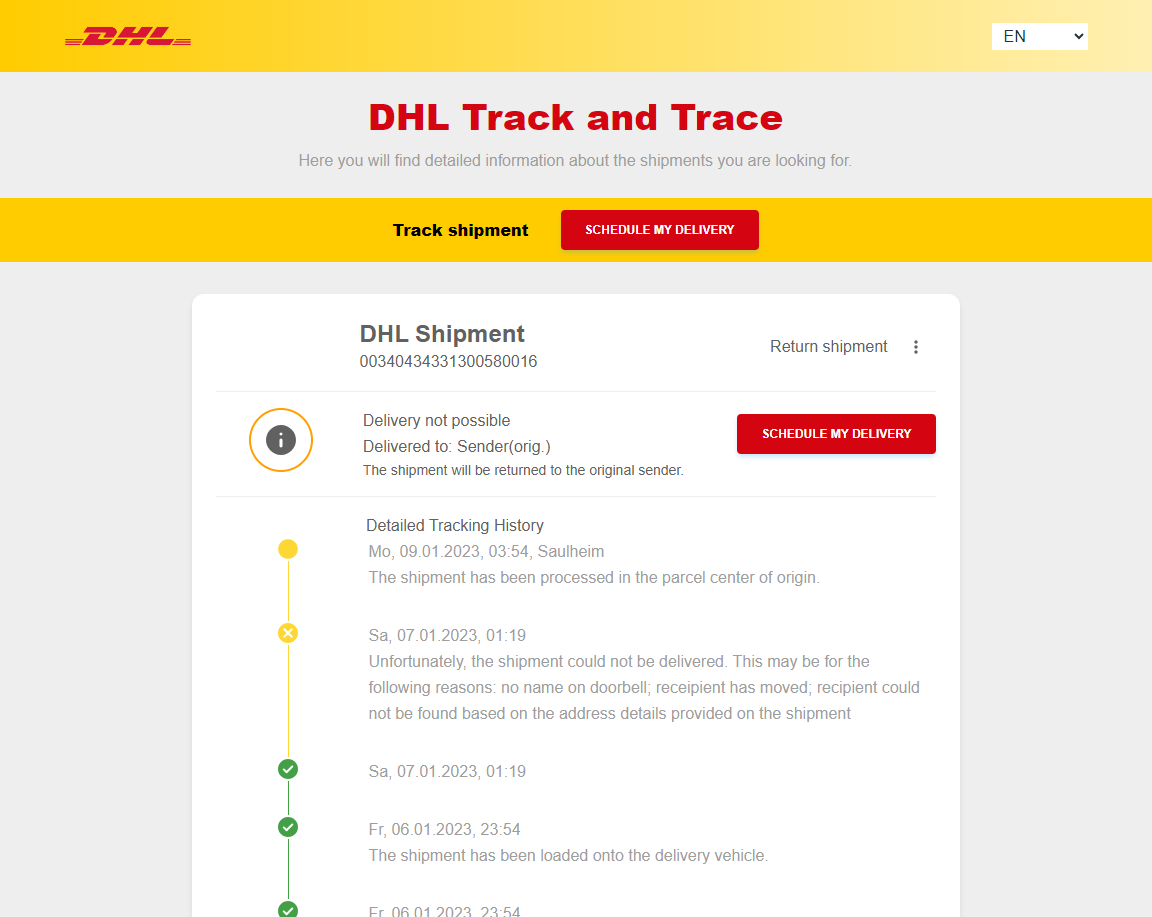 DHL
EN
DHL Track and Trace
Here you will find detailed information about the shipments you are looking for.
Track shipment
SCHEDULE MY DELIVERY
DHL Shipment
00340434331300580016
Return shipment
Delivery not possible
Delivered to: Sender(orig.)
The shipment will be returned to the original sender.
SCHEDULE MY DELIVERY
Detailed Tracking History
Mo, 09.01.2023, 03:54, Saulheim
The shipment has been processed in the parcel center of origin.
Sa, 07.01.2023, 01:19
Unfortunately, the shipment could not be delivered. This may be for the
following reasons: no name on doorbell; receipient has moved; recipient could
not be found based on the address details provided on the shipment
Sa, 07.01.2023, 01:19
Fr, 06.01.2023, 23:54
The shipment has been loaded onto the delivery vehicle.
Fr, 06.01.2023, 23:54